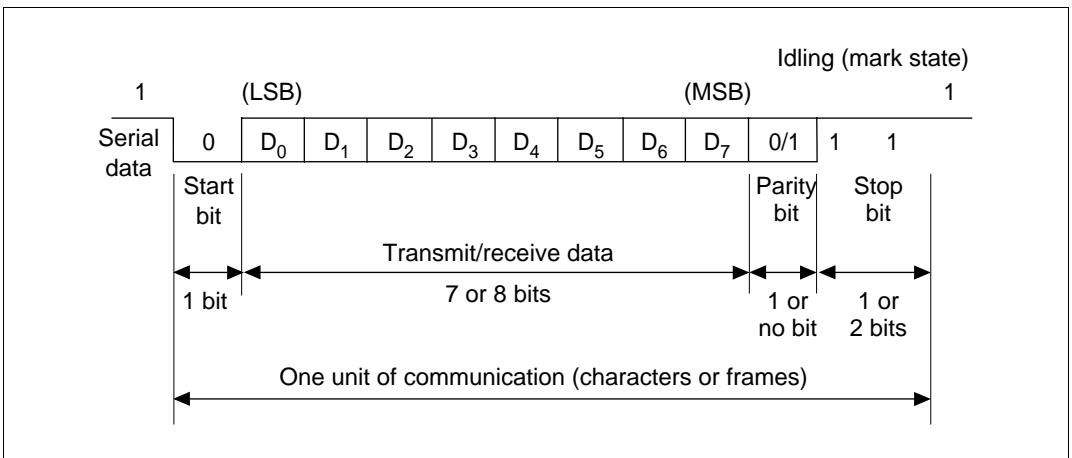 Idling (mark state)
1 (LSB) (MSB) 1
Serial data
0 D0 D1 D2 D3 D4 D5 D6 D7 0/1 1 1
Start bit
Parity bit
Stop bit
Transmit/receive data
1 bit
7 or 8 bits
1 or no bit
1 or 2 bits
One unit of communication (characters or frames)